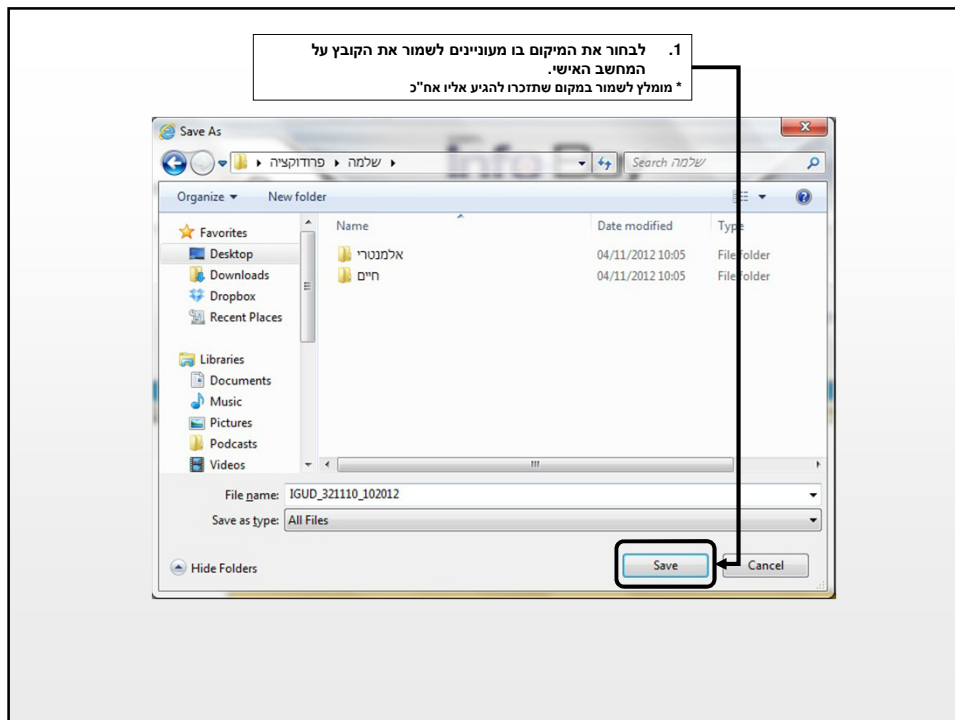 1. לבחור את המיקום בו מעוניינים לשמור את הקובץ על
המחשב האישי.
* מומלץ לשמור במקום שתזכרו להגיע אליו אח"כ
Save As
פרודוקציה ▸ שלמה ▸
Search שלמה
Organize ▼ New folder
Name Date modified Type
Favorites
Desktop
Downloads
Dropbox
Recent Places
Libraries
Documents
Music
Pictures
Podcasts
Videos
אלמנטרי 04/11/2012 10:05 File folder
חיים 04/11/2012 10:05 File folder
File name: IGUD_321110_102012
Save as type: All Files
Hide Folders
Save Cancel